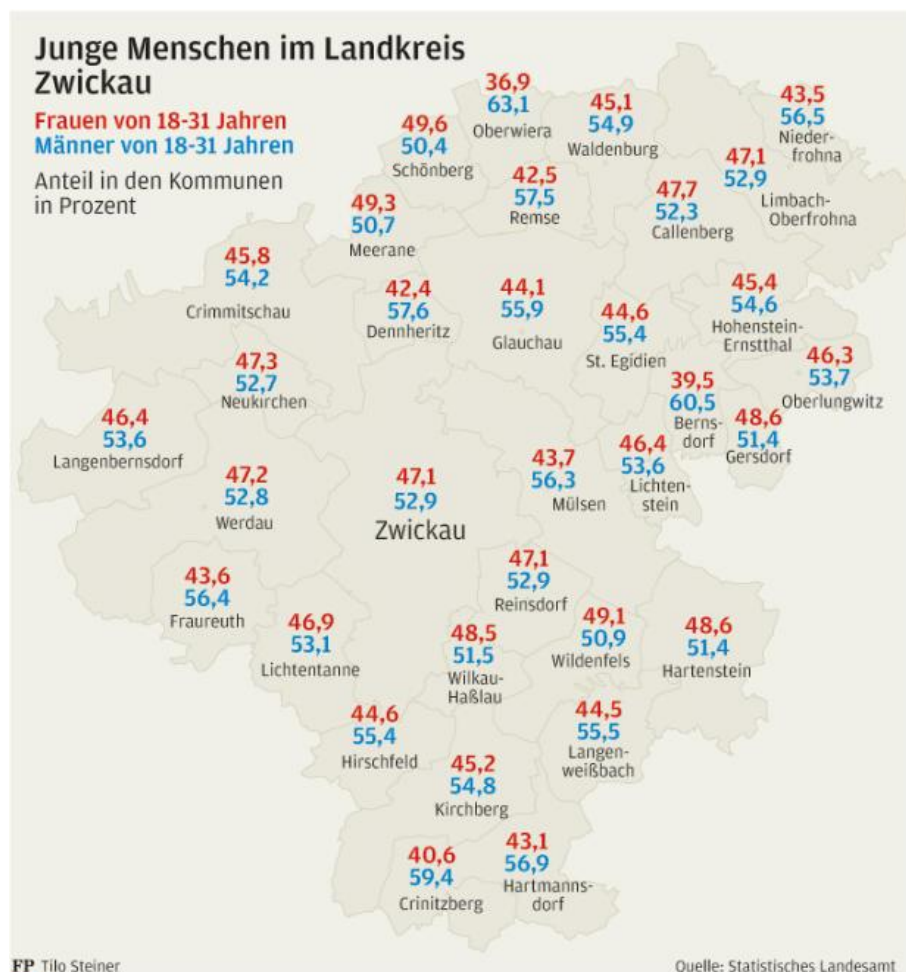 Junge Menschen im Landkreis
Zwickau
Frauen von 18-31 Jahren
Männer von 18-31 Jahren
Anteil in den Kommunen
in Prozent
36,9
63,1
Oberwiera
45,1
54,9
Waldenburg
43,5
56,5
Nieder-
frohna
49,6
50,4
Schönberg
42,5
57,5
Remse
47,7
52,3
Callenberg
47,1
52,9
Limbach-
Oberfrohna
49,3
50,7
Meerane
45,8
54,2
Crimmitschau
42,4
57,6
Dennheritz
44,1
55,9
Glauchau
44,6
55,4
St. Egidien
45,4
54,6
Hohenstein-
Ernstthal
46,3
53,7
Oberlungwitz
47,3
52,7
Neukirchen
39,5
60,5
Berns-
dorf
48,6
51,4
Gersdorf
46,4
53,6
Langenbernsdorf
47,2
52,8
Werdau
47,1
52,9
Zwickau
43,7
56,3
Mülsen
46,4
53,6
Lichten-
stein
43,6
56,4
Fraureuth
46,9
53,1
Lichtentanne
47,1
52,9
Reinsdorf
48,5
51,5
Wilkau-
Haßlau
49,1
50,9
Wildenfels
48,6
51,4
Hartenstein
44,6
55,4
Hirschfeld
45,2
54,8
Kirchberg
44,5
55,5
Langen-
weißbach
40,6
59,4
Crinitzberg
43,1
56,9
Hartmanns-
dorf
FP Tilo Steiner
Quelle: Statistisches Landesamt